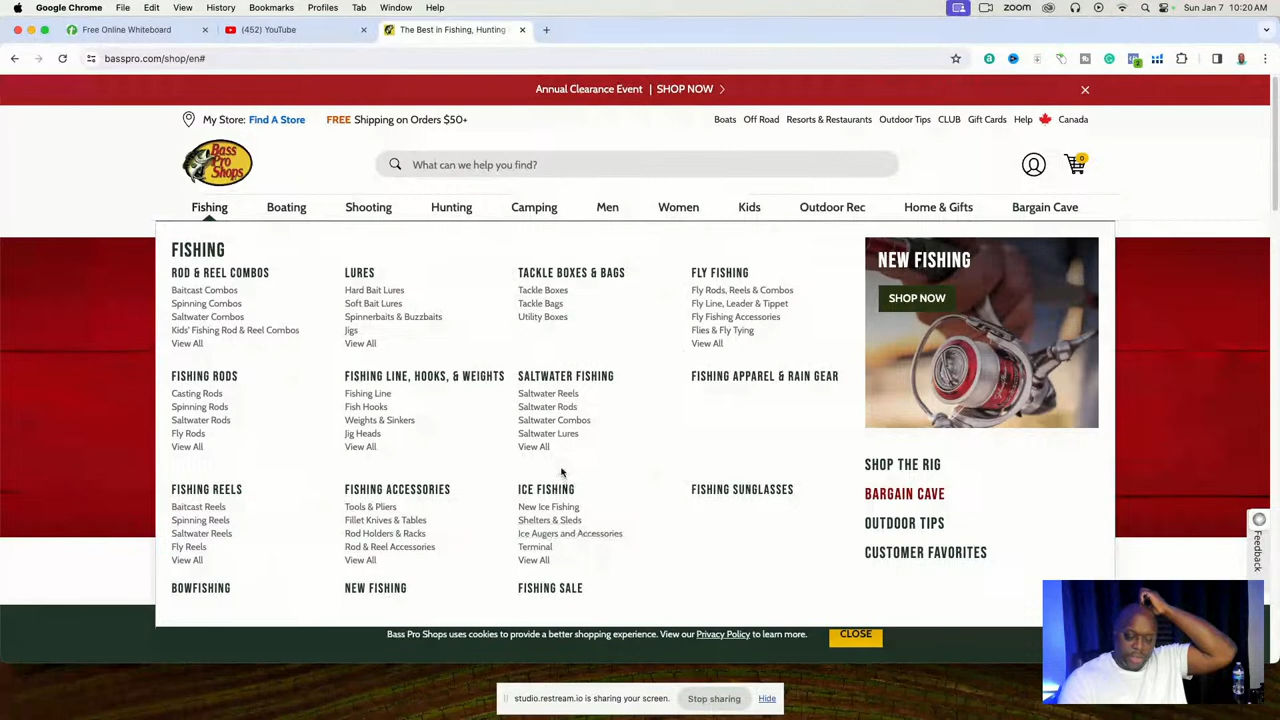 Google Chrome File Edit View History Bookmarks Profiles Tab Window Help
zoom Sun Jan 7 10:20 AM
Free Online Whiteboard
(452) YouTube
The Best in Fishing, Hunting
basspro.com/shop/en#
Annual Clearance Event | SHOP NOW
My Store: Find A Store FREE Shipping on Orders $50+
Boats Off Road Resorts & Restaurants Outdoor Tips CLUB Gift Cards Help Canada
Bass Pro Shops
What can we help you find?
0
Fishing Boating Shooting Hunting Camping Men Women Kids Outdoor Rec Home & Gifts Bargain Cave
FISHING
ROD & REEL COMBOS
Baitcast Combos
Spinning Combos
Saltwater Combos
Kids' Fishing Rod & Reel Combos
View All
LURES
Hard Bait Lures
Soft Bait Lures
Spinnerbaits & Buzzbaits
Jigs
View All
TACKLE BOXES & BAGS
Tackle Boxes
Tackle Bags
Utility Boxes
FLY FISHING
Fly Rods, Reels & Combos
Fly Line, Leader & Tippet
Fly Fishing Accessories
Flies & Fly Tying
View All
FISHING RODS
Casting Rods
Spinning Rods
Saltwater Rods
Fly Rods
View All
FISHING LINE, HOOKS, & WEIGHTS
Fishing Line
Fish Hooks
Weights & Sinkers
Jig Heads
View All
SALTWATER FISHING
Saltwater Reels
Saltwater Rods
Saltwater Combos
Saltwater Lures
View All
FISHING APPAREL & RAIN GEAR
FISHING REELS
Baitcast Reels
Spinning Reels
Saltwater Reels
Fly Reels
View All
FISHING ACCESSORIES
Tools & Pliers
Fillet Knives & Tables
Rod Holders & Racks
Rod & Reel Accessories
View All
ICE FISHING
New Ice Fishing
Shelters & Sleds
Ice Augers and Accessories
Terminal
View All
FISHING SUNGLASSES
BOWFISHING
NEW FISHING
FISHING SALE
NEW FISHING
SHOP NOW
SHOP THE RIG
BARGAIN CAVE
OUTDOOR TIPS
CUSTOMER FAVORITES
Feedback
Bass Pro Shops uses cookies to provide a better shopping experience. View our Privacy Policy to learn more.
CLOSE
studio.restream.io is sharing your screen. Stop sharing Hide